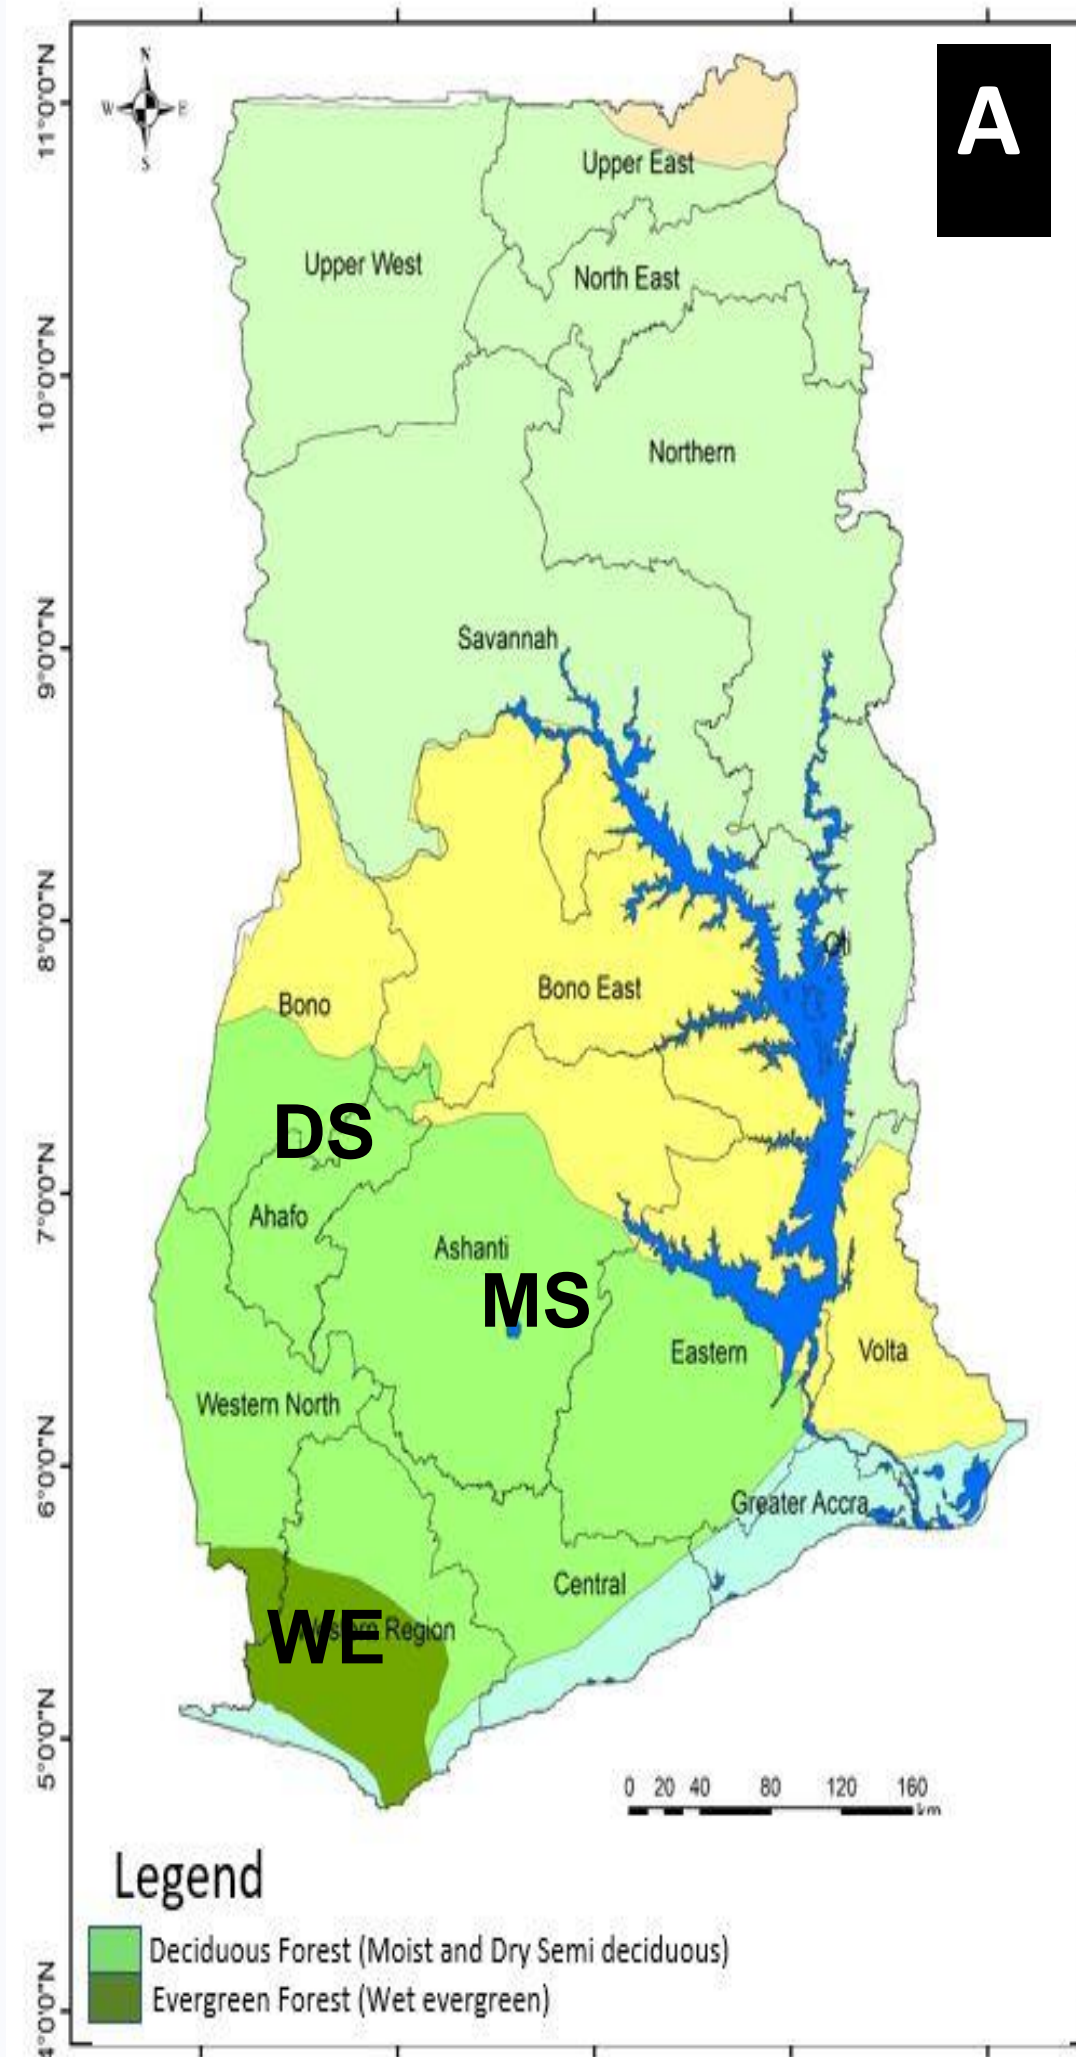 A
N
W E
S
11°0'0"N
10°0'0"N
9°0'0"N
8°0'0"N
7°0'0"N
6°0'0"N
5°0'0"N
4°0'0"N
Upper East
Upper West
North East
Northern
Savannah
Oti
Bono
Bono East
DS
Ahafo
Ashanti
MS
Eastern
Volta
Western North
Greater Accra
Central
WE
Western Region
0 20 40 80 120 160
km
Legend
Deciduous Forest (Moist and Dry Semi deciduous)
Evergreen Forest (Wet evergreen)